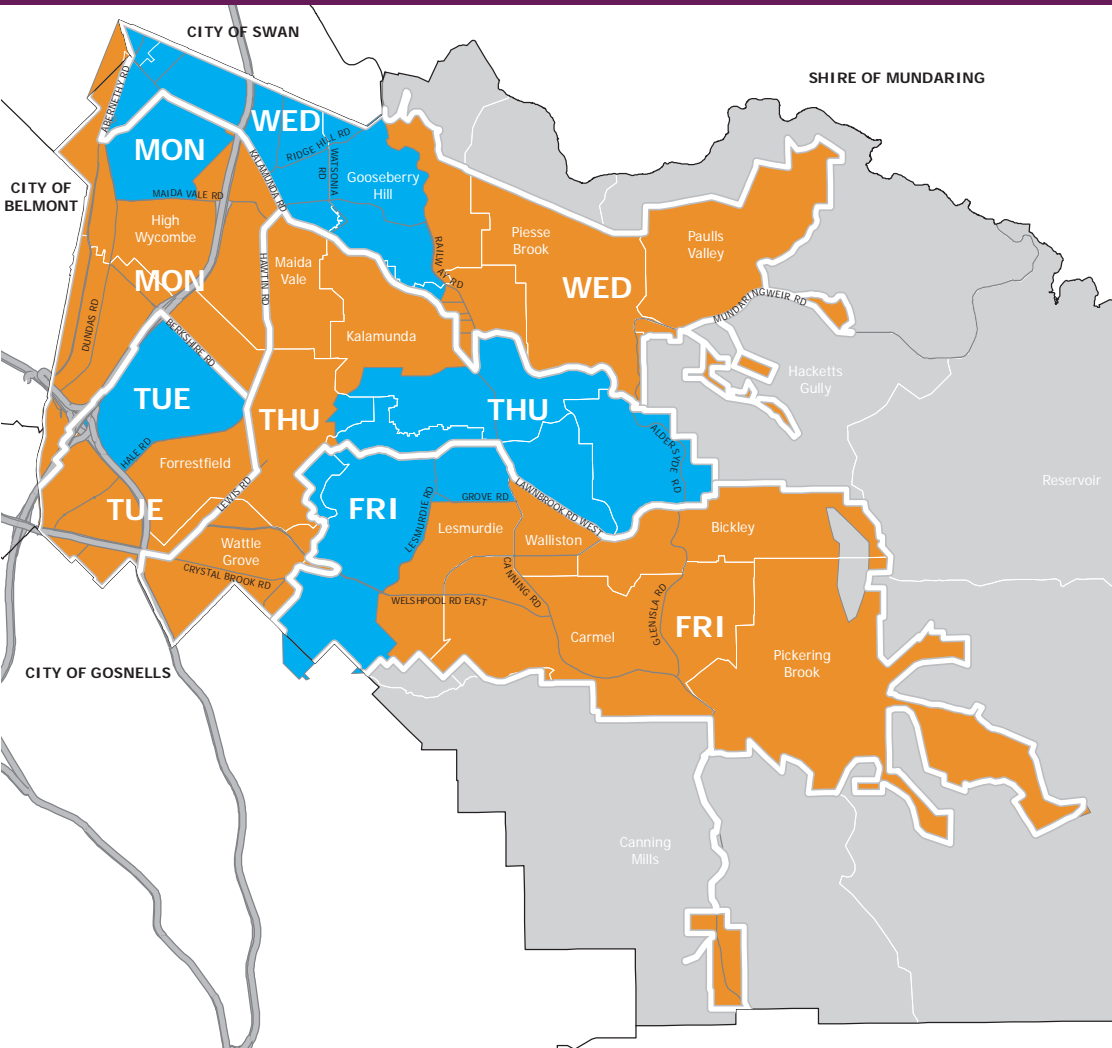 CITY OF SWAN
SHIRE OF MUNDARING
ABERNETHY RD
WED
MON
RIDGE HILL RD
KALAMUNDA RD
WATSONIA
RD
Gooseberry
Hill
CITY OF
BELMONT
MAIDA VALE RD
High
Wycombe
Piesse
Brook
Paulls
Valley
RAILWAY RD
HAWTIN RD
Maida
Vale
MON
WED
MUNDARINGWEIR RD
DUNDAS RD
BERKSHIRE RD
Kalamunda
Hacketts
Gully
TUE
THU
THU
ALDERSYDE RD
HALE RD
Forrestfield
Reservoir
LEWIS RD
FRI
LESMURDIE RD
GROVE RD
LAWNBROOK RD WEST
TUE
Lesmurdie
Walliston
Bickley
Wattle
Grove
CRYSTAL BROOK RD
CANNING RD
WELSHPOOL RD EAST
GLENISLA RD
Carmel
FRI
Pickering
Brook
CITY OF GOSNELLS
Canning
Mills